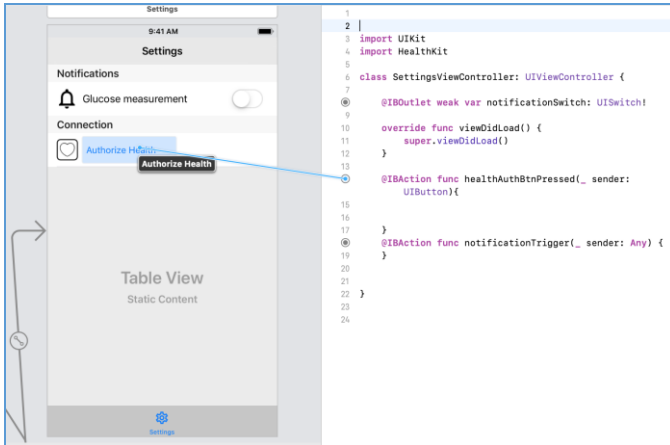 Settings
9:41 AM
Settings
Notifications
Glucose measurement
Connection
Authorize Health
Authorize Health
Table View
Static Content
Settings
1
2
3 import UIKit
4 import HealthKit
5
6 class SettingsViewController: UIViewController {
7
@IBOutlet weak var notificationSwitch: UISwitch!
9
10 override func viewDidLoad() {
11 super.viewDidLoad()
12 }
13
@IBAction func healthAuthBtnPressed(_ sender:
UIButton){
15
16
17 }
@IBAction func notificationTrigger(_ sender: Any) {
19 }
20
21
22 }
23
24